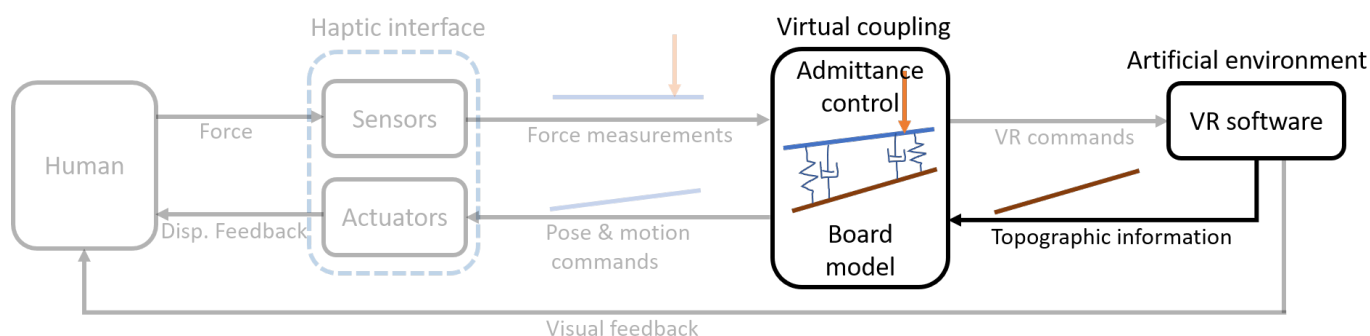 Haptic interface
Virtual coupling
Artificial environment
Human
Force
Sensors
Force measurements
Admittance
control
VR commands
VR software
Disp. Feedback
Actuators
Pose & motion
commands
Board
model
Topographic information
Visual feedback